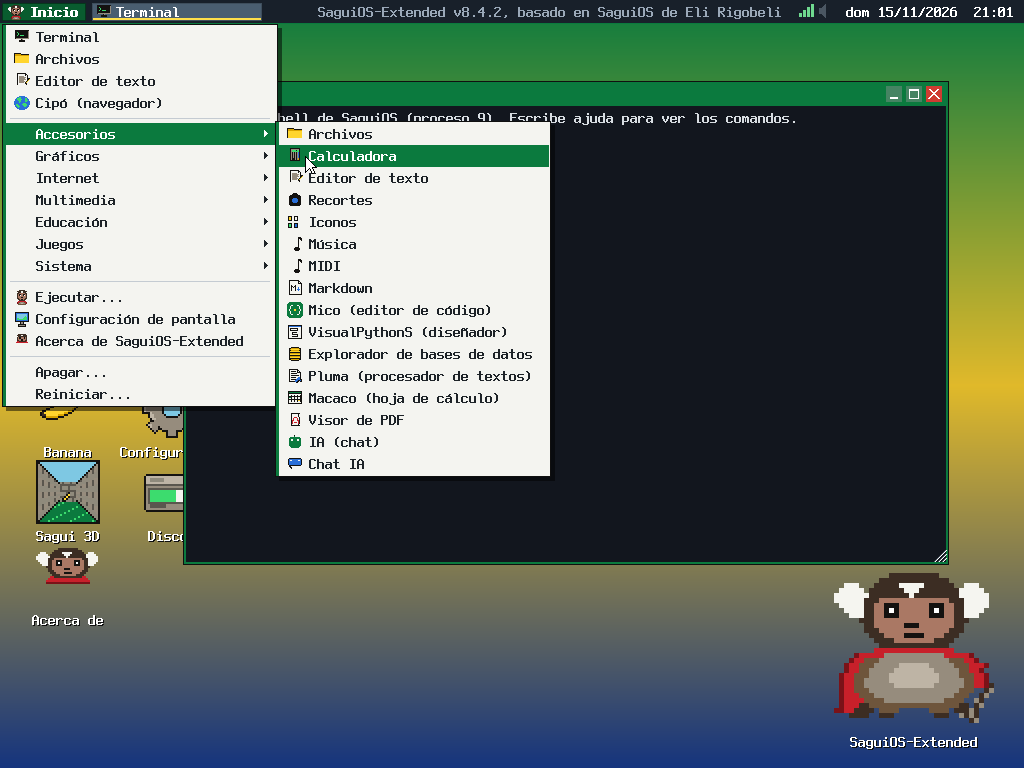 Inicio
Terminal
SaguiOS-Extended v8.4.2, basado en SaguiOS de Eli Rigobeli
dom 15/11/2026 21:01
Terminal
Archivos
Editor de texto
Cipó (navegador)
Accesorios
Gráficos
Internet
Multimedia
Educación
Juegos
Sistema
Ejecutar...
Configuración de pantalla
Acerca de SaguiOS-Extended
Apagar...
Reiniciar...
de SaguiOS (proceso 9). Escribe ajuda para ver los comandos.
Archivos
Calculadora
Editor de texto
Recortes
Iconos
Música
MIDI
Markdown
Mico (editor de código)
VisualPythonS (diseñador)
Explorador de bases de datos
Pluma (procesador de textos)
Macaco (hoja de cálculo)
Visor de PDF
IA (chat)
Chat IA
Banana
Configur
Sagui 3D
Disco
Acerca de
SaguiOS-Extended